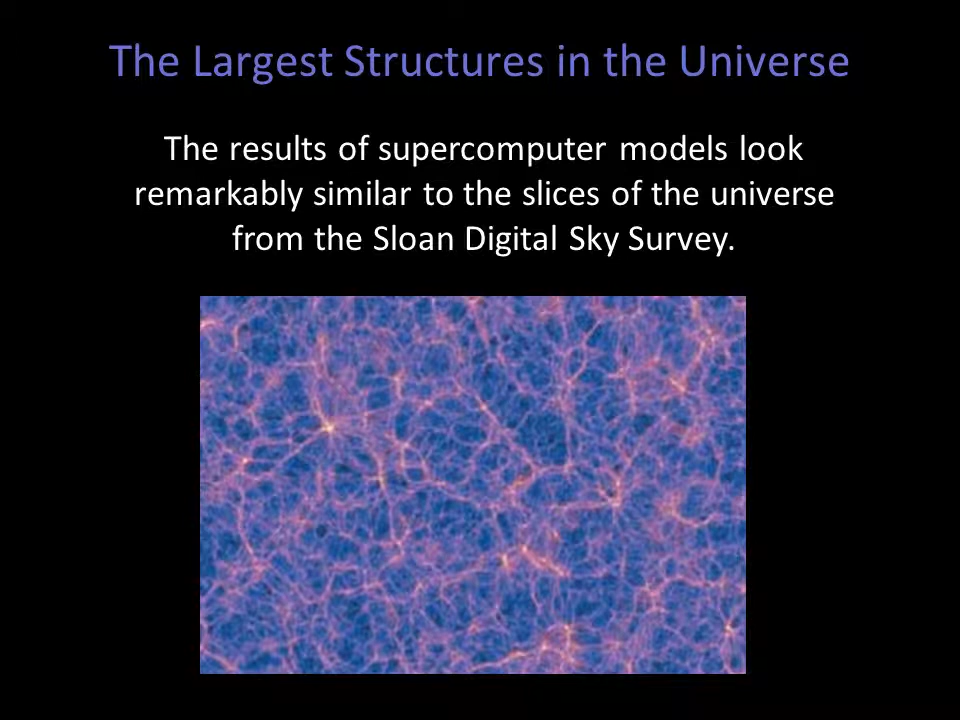 The Largest Structures in the Universe
The results of supercomputer models look
remarkably similar to the slices of the universe
from the Sloan Digital Sky Survey.